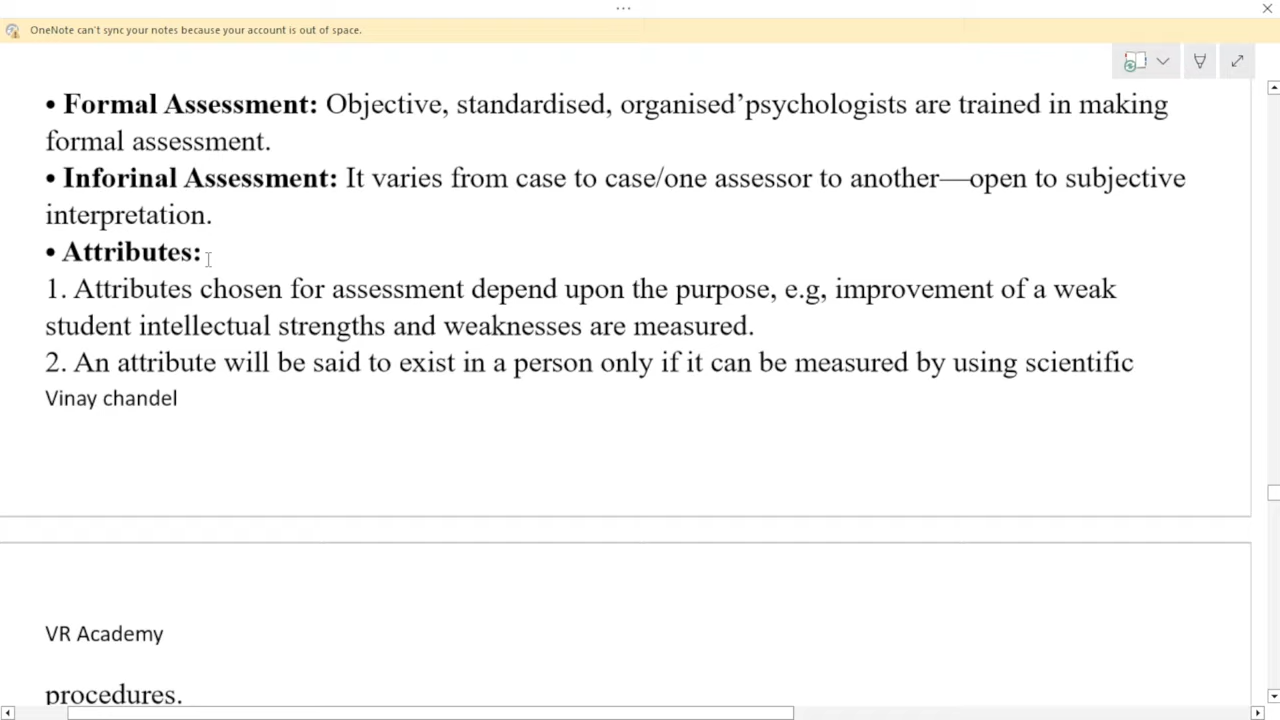 OneNote can't sync your notes because your account is out of space.
• Formal Assessment: Objective, standardised, organised’psychologists are trained in making
formal assessment.
• Inforinal Assessment: It varies from case to case/one assessor to another—open to subjective
interpretation.
• Attributes:
1. Attributes chosen for assessment depend upon the purpose, e.g, improvement of a weak
student intellectual strengths and weaknesses are measured.
2. An attribute will be said to exist in a person only if it can be measured by using scientific
Vinay chandel
VR Academy
procedures.